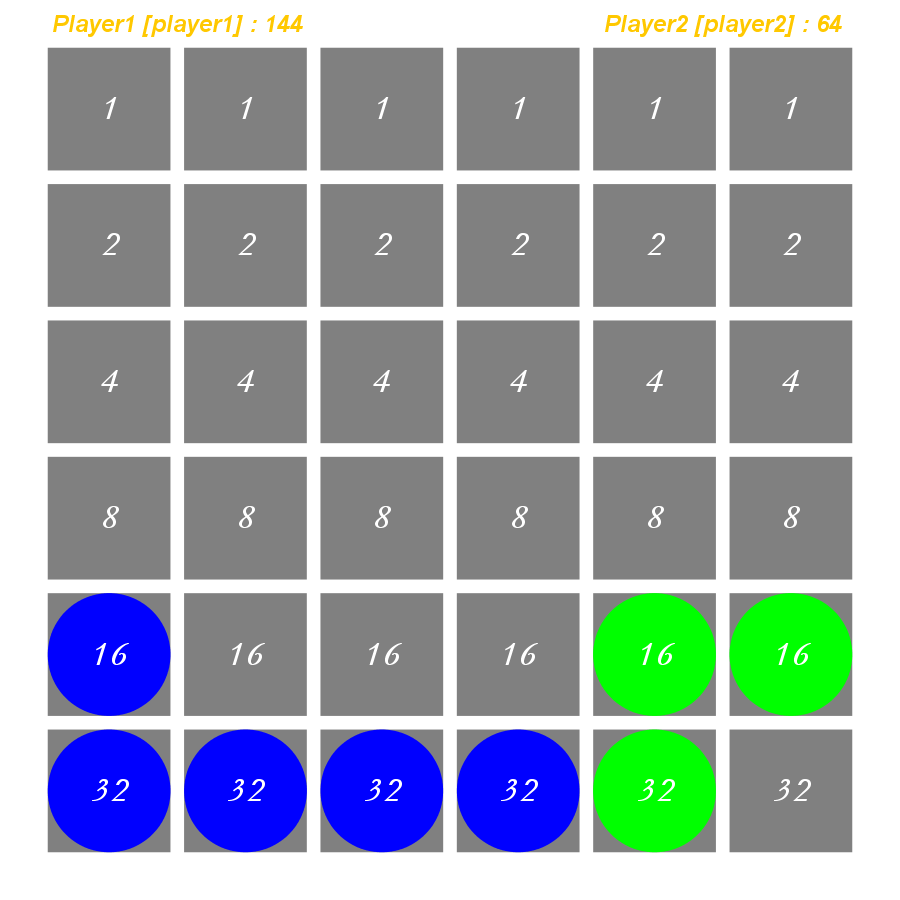 Player1 [player1] : 144 Player2 [player2] : 64
1 1 1 1 1 1
2 2 2 2 2 2
4 4 4 4 4 4
8 8 8 8 8 8
16 16 16 16 16 16
32 32 32 32 32 32